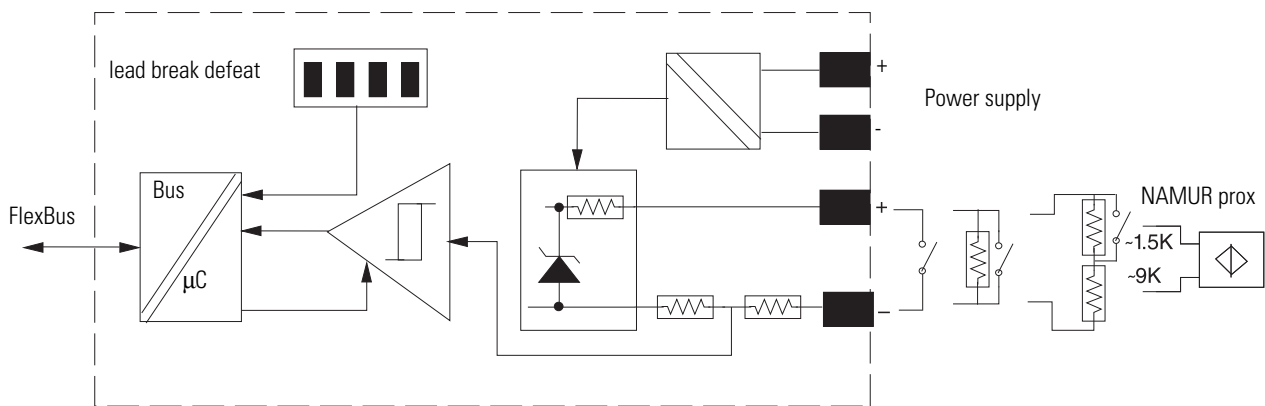 lead break defeat
+
-
Power supply
Bus
μC
FlexBus
+
−
NAMUR prox
~1.5K
~9K